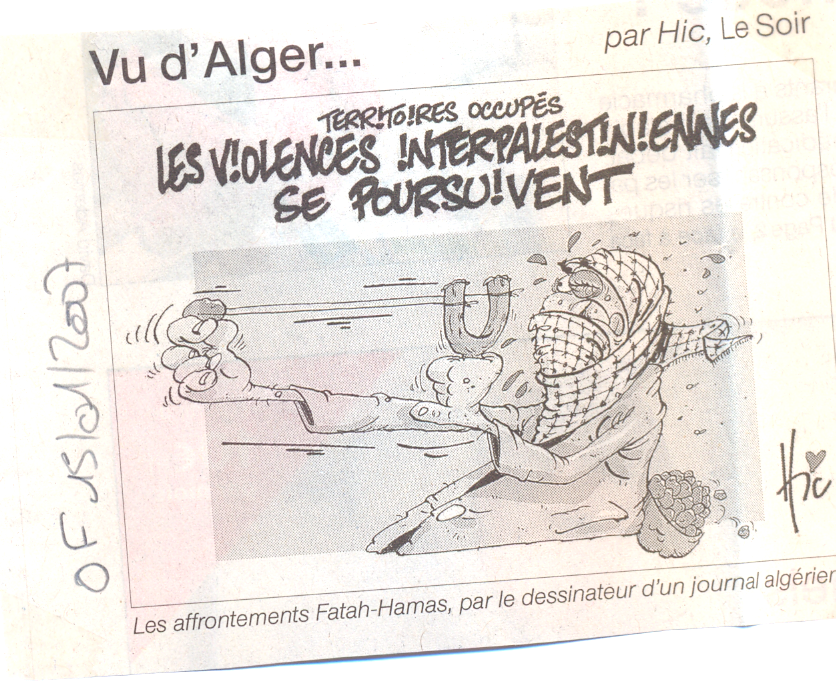 Vu d'Alger...
par Hic, Le Soir
TERRITOIRES OCCUPÉS
LES VIOLENCES INTERPALESTINIENNES
SE POURSUIVENT
Hic
OF 15/01/2007
Les affrontements Fatah-Hamas, par le dessinateur d'un journal algérier